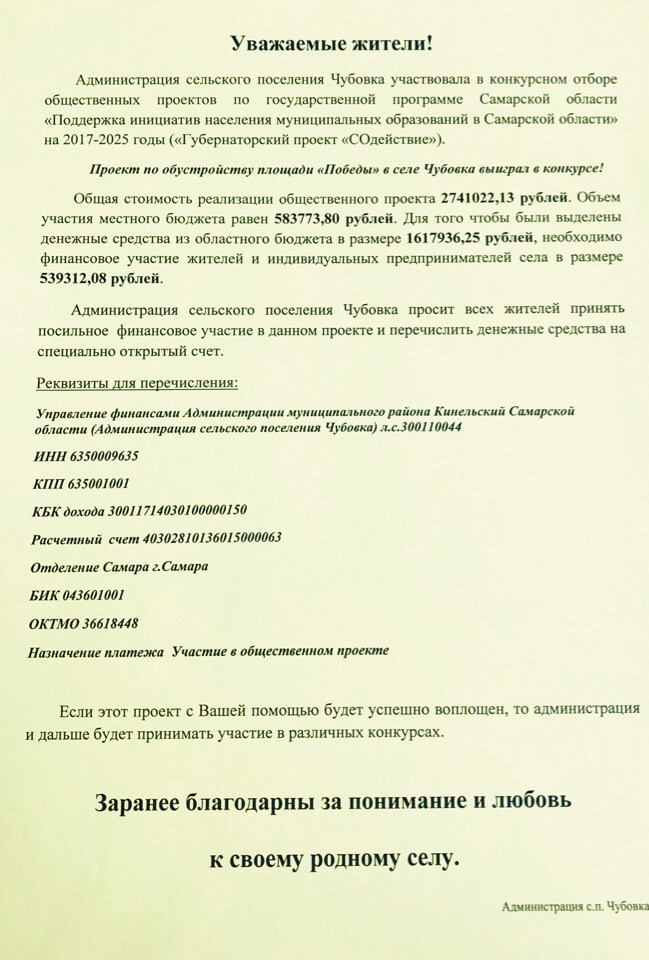 Уважаемые жители!
Администрация сельского поселения Чубовка участвовала в конкурсном отборе
общественных проектов по государственной программе Самарской области
«Поддержка инициатив населения муниципальных образований в Самарской области»
на 2017-2025 годы («Губернаторский проект «СОдействие»).
Проект по обустройству площади «Победы» в селе Чубовка выиграл в конкурсе!
Общая стоимость реализации общественного проекта 2741022,13 рублей. Объем
участия местного бюджета равен 583773,80 рублей. Для того чтобы были выделены
денежные средства из областного бюджета в размере 1617936,25 рублей, необходимо
финансовое участие жителей и индивидуальных предпринимателей села в размере
539312,08 рублей.
Администрация сельского поселения Чубовка просит всех жителей принять
посильное финансовое участие в данном проекте и перечислить денежные средства на
специально открытый счет.
Реквизиты для перечисления:
Управление финансами Администрации муниципального района Кинельский Самарской
области (Администрация сельского поселения Чубовка) л.с.300110044
ИНН 6350009635
КПП 635001001
КБК дохода 30011714030100000150
Расчетный счет 40302810136015000063
Отделение Самара г.Самара
БИК 043601001
ОКТМО 36618448
Назначение платежа Участие в общественном проекте
Если этот проект с Вашей помощью будет успешно воплощен, то администрация
и дальше будет принимать участие в различных конкурсах.
Заранее благодарны за понимание и любовь
к своему родному селу.
Администрация с.п. Чубовка